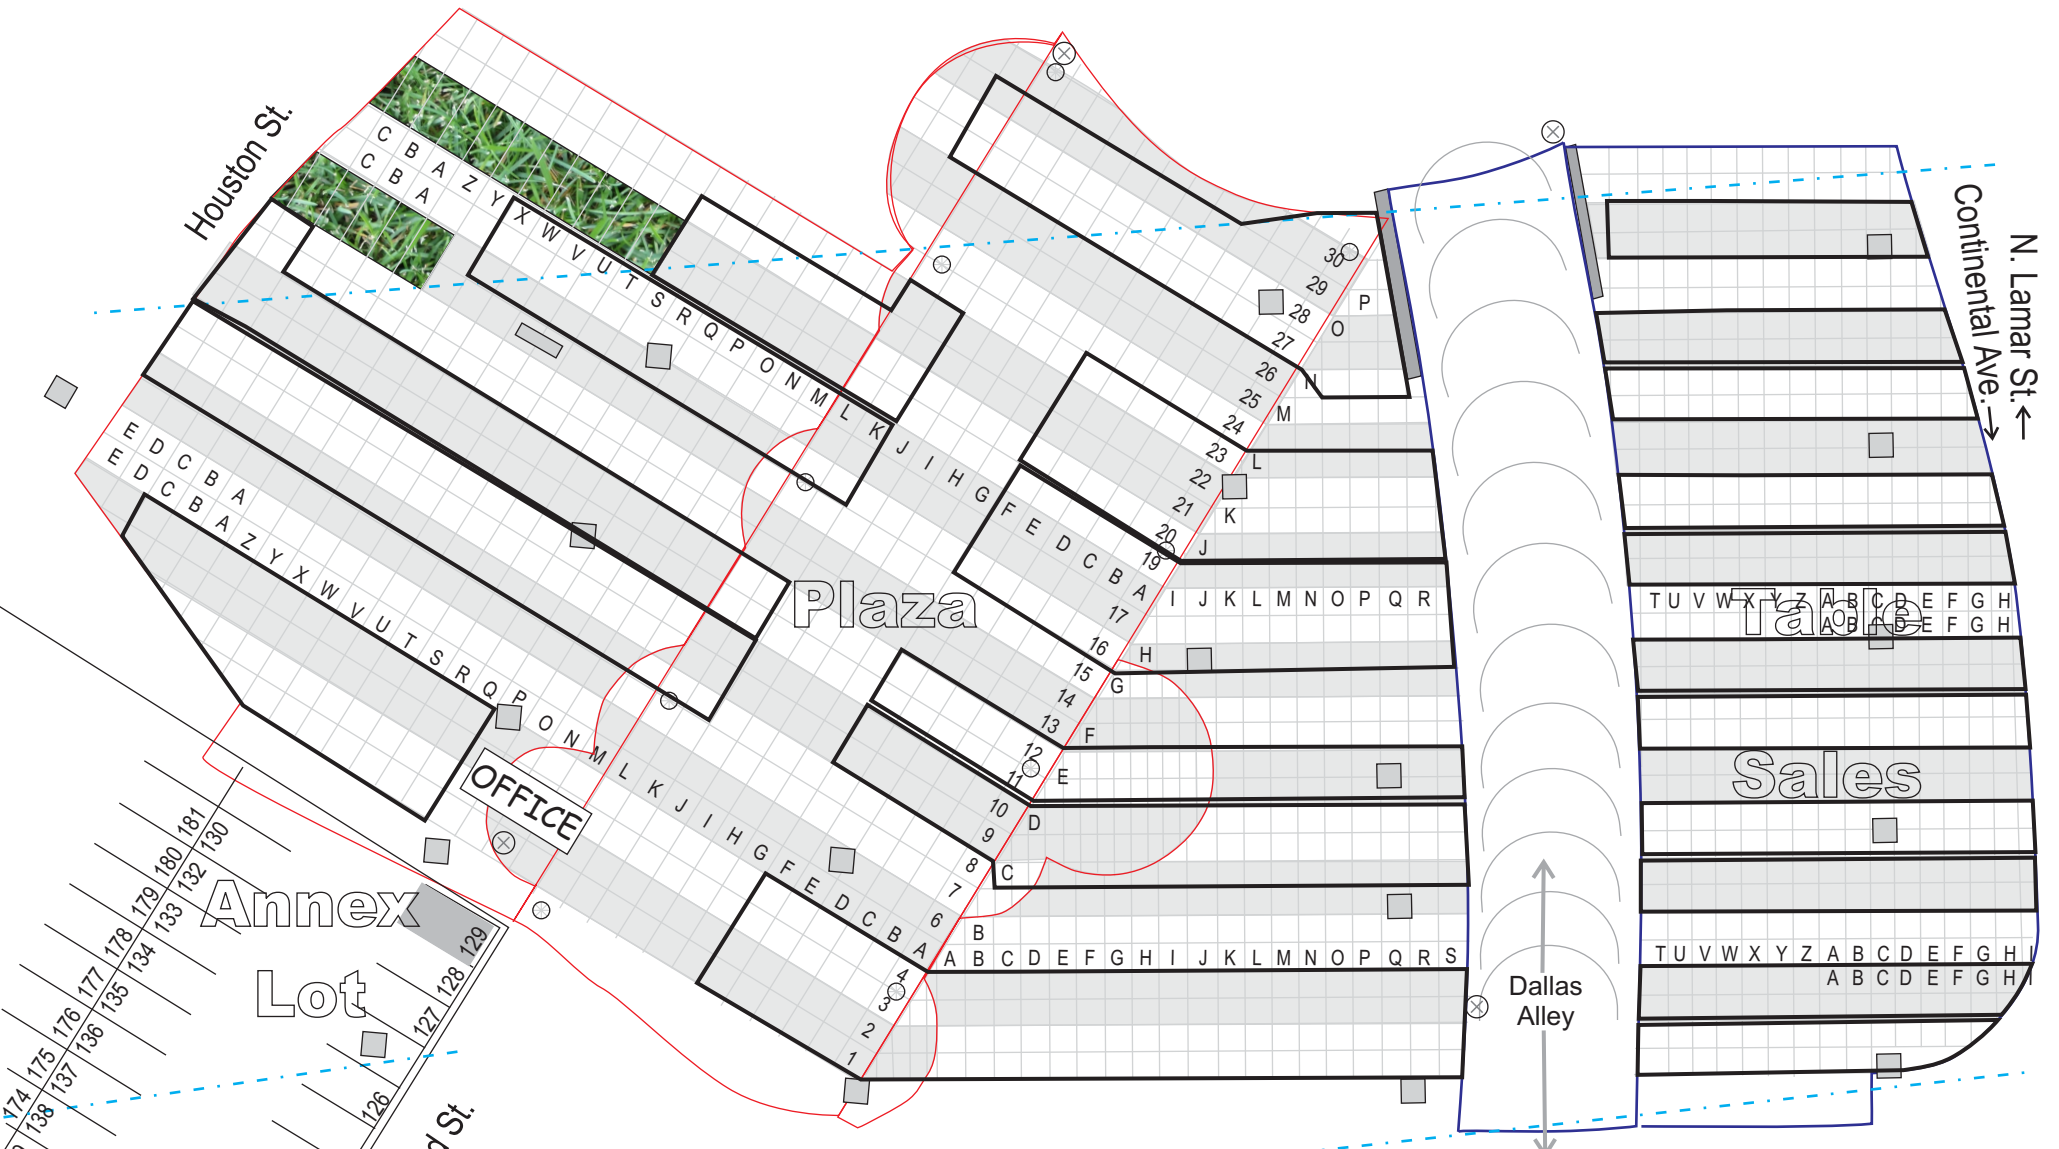 Houston St.
C B A Z Y X W V U T S R Q P O N M L K J I H G F E D C B A
C B A
E D C B A
E D C B A Z Y X W V U T S R Q P O N M L K J I H G F E D C B A
30
29
28
27
26
25
24
23
22
21
20
19
17
16
15
14
13
12
11
10
9
8
7
6
4
3
2
1
P
O
N
M
L
K
J
I J K L M N O P Q R
H
G
F
E
D
C
B
A B C D E F G H I J K L M N O P Q R S
Plaza
OFFICE
Annex
Lot
181
180
179
178
177
176
175
174
130
132
133
134
135
136
137
138
129
128
127
126
d St.
Dallas
Alley
T U V W X Y Z A B C D E F G H
A B C D E F G H
Table
Sales
T U V W X Y Z A B C D E F G H I
A B C D E F G H I
N. Lamar St.
Continental Ave.